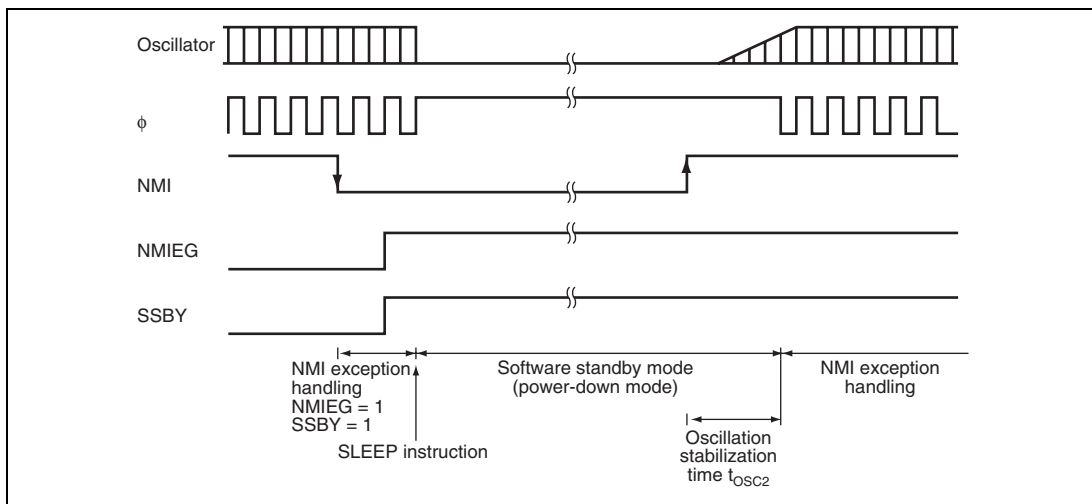 Oscillator
φ
NMI
NMIEG
SSBY
NMI exception
handling
NMIEG = 1
SSBY = 1
SLEEP instruction
Software standby mode
(power-down mode)
Oscillation
stabilization
time tOSC2
NMI exception
handling